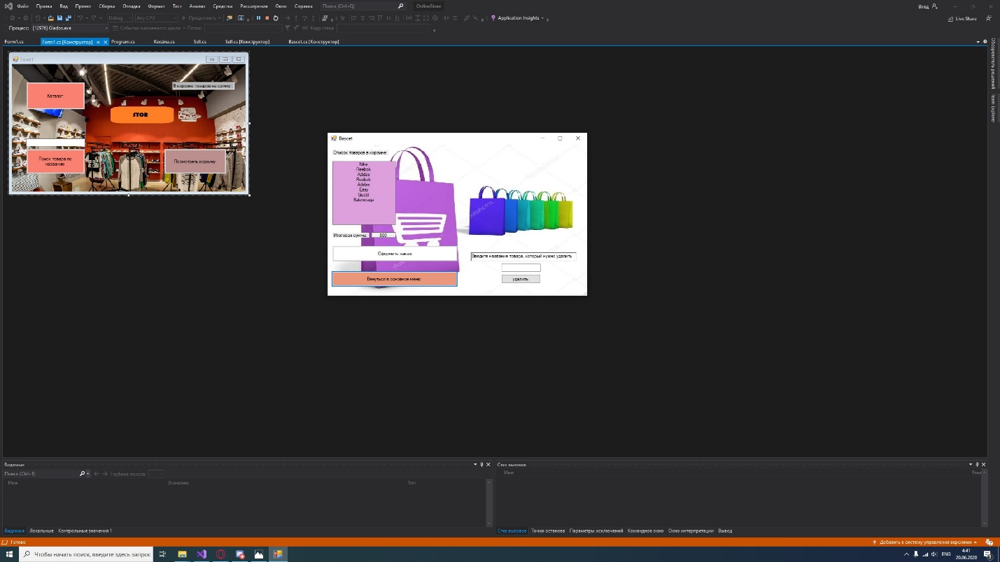 Файл Правка Вид Проект Сборка Отладка Формат Тест Анализ Средства Расширения Окно Справка Поиск (Ctrl+Q) OnlineStore Вход
Debug Any CPU Продолжить Application Insights Live Share
Процесс: [12976] Glados.exe События жизненного цикла Поток: Кадр стека:
Form1.cs Form1.cs [Конструктор] Program.cs Korzina.cs Sell.cs Sell.cs [Конструктор] Bascet.cs [Конструктор]
Обозреватель решений
Team Explorer
Form1
В корзине товаров на сумму
Каталог
STOR
Поиск товара по
названию
Посмотреть корзину
Bascet
Список товаров в корзине:
Nike
Reebok
Adidas
Reebok
Adidas
Easy
Gucci
Balenciaga
Итоговая сумма: 800
Оформить заказ
Венуться в основное меню
Введите название товара, который нужно удалить
удалить
Видимые
Поиск (Ctrl+E) Глубина поиска:
Имя Значение Тип
Видимые Локальные Контрольные значения 1
Стек вызовов
Имя Язык
Стек вызовов Точки останова Параметры исключений Командное окно Окно интерпретации Вывод
Готово Добавить в систему управления версиями
Чтобы начать поиск, введите здесь запрос
ENG 4:41
20.06.2020